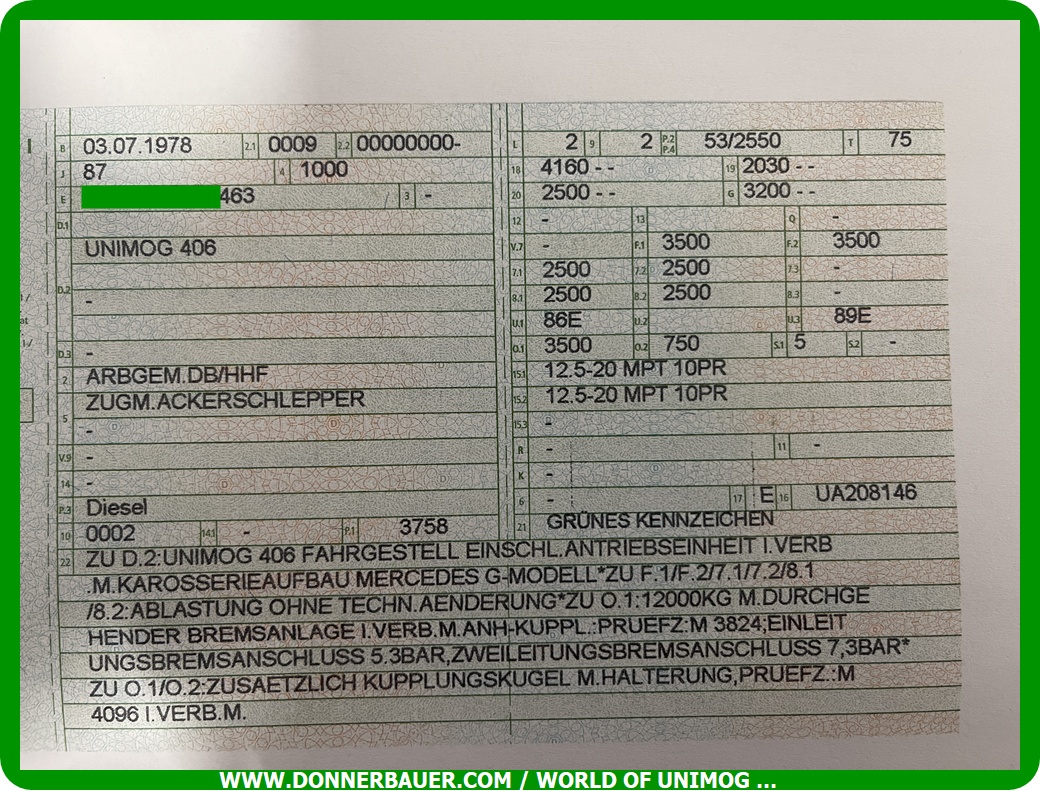 B 03.07.1978 2.1 0009 2.2 00000000-
J 87 4 1000
E 463 3 -
D.1
UNIMOG 406
D.2 -
D.3 -
2 ARBGEM.DB/HHF
5 ZUGM.ACKERSCHLEPPER
-
V.9 -
14 -
P.3 Diesel
10 0002 14.1 - P.1 3758
L 2 9 2 P.2 P.4 53/2550 T 75
18 4160 - - 19 2030 - -
20 2500 - - G 3200 - -
12 - 13 Q -
V.7 - F.1 3500 F.2 3500
7.1 2500 7.2 2500 7.3 -
8.1 2500 8.2 2500 8.3 -
U.1 86E U.2 U.3 89E
O.1 3500 O.2 750 S.1 5 S.2 -
15.1 12.5-20 MPT 10PR
15.2 12.5-20 MPT 10PR
15.3 -
R - 11 -
K -
6 - 17 E 16 UA208146
21 GRÜNES KENNZEICHEN
22 ZU D.2:UNIMOG 406 FAHRGESTELL EINSCHL.ANTRIEBSEINHEIT I.VERB
.M.KAROSSERIEAUFBAU MERCEDES G-MODELL*ZU F.1/F.2/7.1/7.2/8.1
/8.2:ABLASTUNG OHNE TECHN.AENDERUNG*ZU O.1:12000KG M.DURCHGE
HENDER BREMSANLAGE I.VERB.M.ANH-KUPPL.:PRUEFZ:M 3824;EINLEIT
UNGSBREMSANSCHLUSS 5.3BAR,ZWEILEITUNGSBREMSANSCHLUSS 7,3BAR*
ZU O.1/O.2:ZUSAETZLICH KUPPLUNGSKUGEL M.HALTERUNG,PRUEFZ.:M
4096 I.VERB.M.
WWW.DONNERBAUER.COM / WORLD OF UNIMOG ...